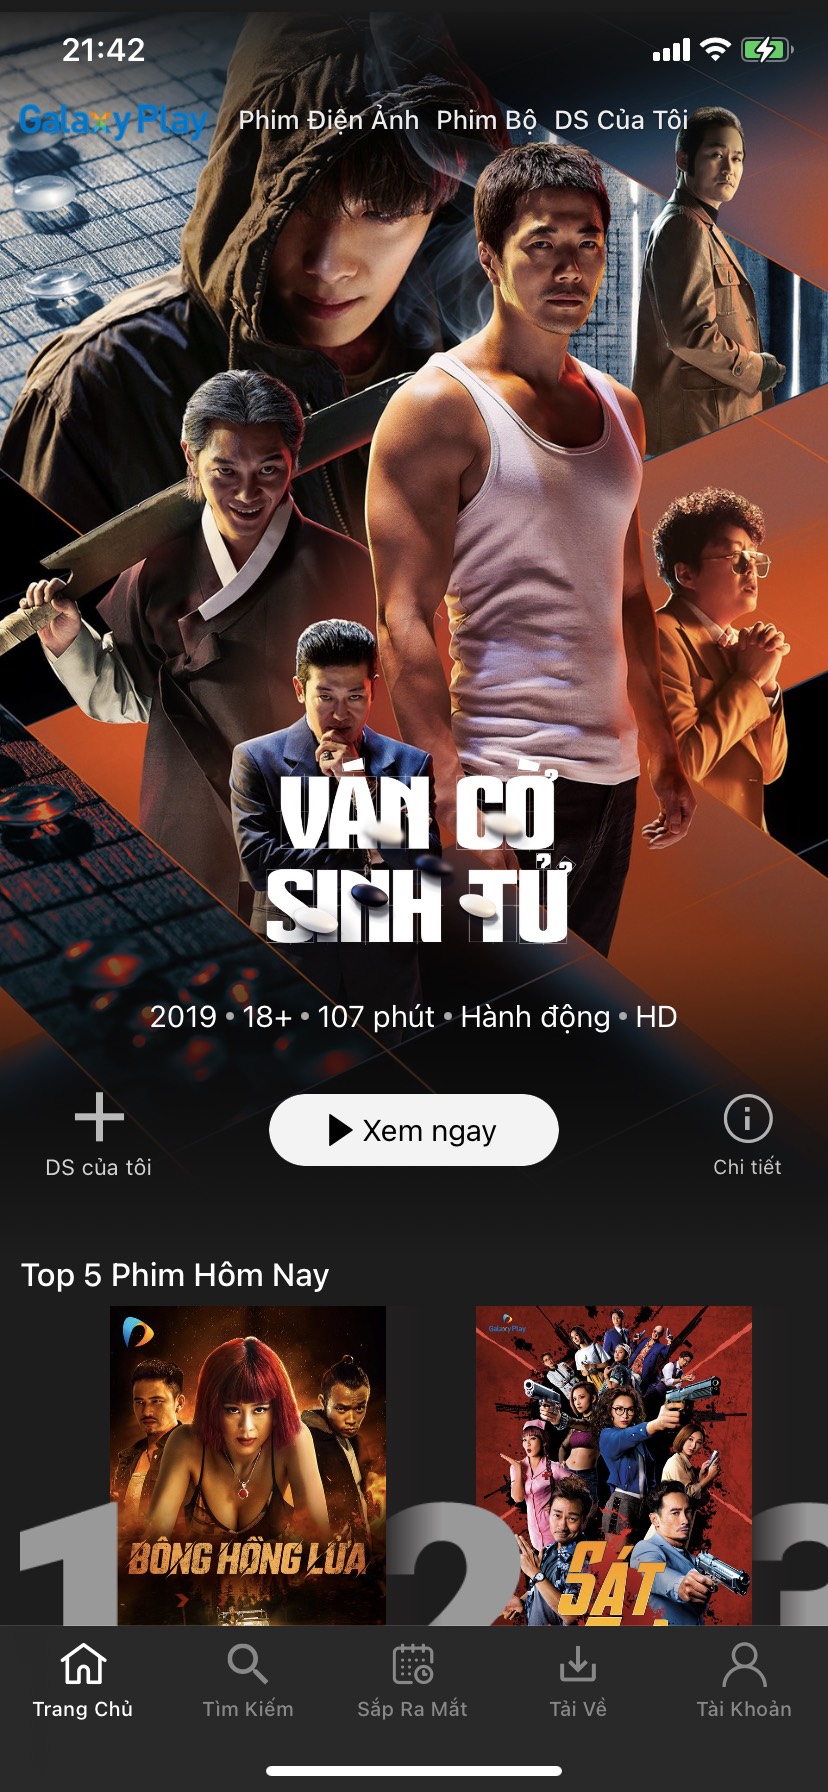 21:42
Galaxy Play Phim Điện Ảnh Phim Bộ DS Của Tôi
VÁN CỜ
SINH TỬ
2019 • 18+ • 107 phút • Hành động • HD
DS của tôi
Xem ngay
Chi tiết
Top 5 Phim Hôm Nay
Galaxy Play
BÔNG HỒNG LỬA
SÁT
1 2 3
Trang Chủ Tìm Kiếm Sắp Ra Mắt Tải Về Tài Khoản